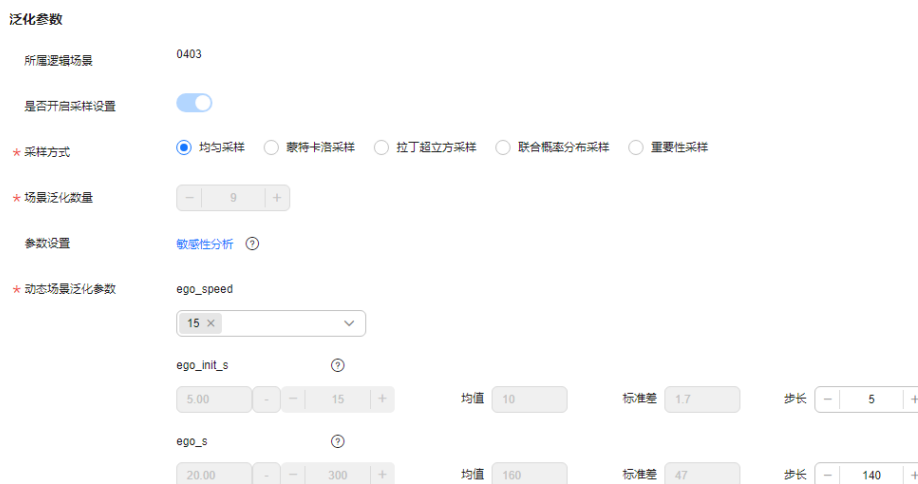 泛化参数
所属逻辑场景 0403
是否开启采样设置
* 采样方式 均匀采样 蒙特卡洛采样 拉丁超立方采样 联合概率分布采样 重要性采样
* 场景泛化数量 − 9 +
参数设置 敏感性分析 ?
* 动态场景泛化参数 ego_speed
15 ×
ego_init_s ?
5.00 - − 15 + 均值 10 标准差 1.7 步长 − 5 +
ego_s ?
20.00 - − 300 + 均值 160 标准差 47 步长 − 140 +